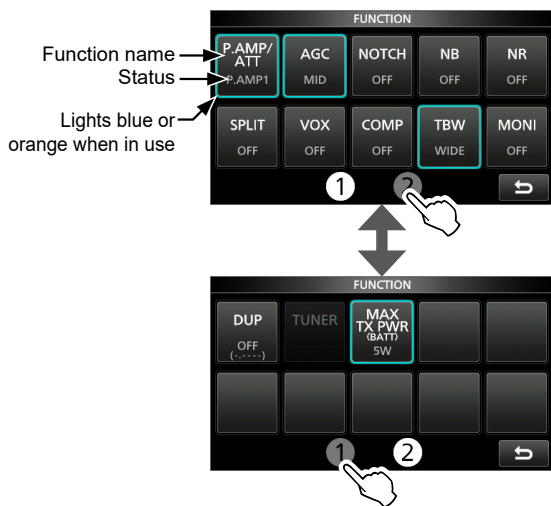 FUNCTION
Function name
Status
Lights blue or
orange when in use
P.AMP/
ATT
P.AMP1
AGC
MID
NOTCH
OFF
NB
OFF
NR
OFF
SPLIT
OFF
VOX
OFF
COMP
OFF
TBW
WIDE
MONI
OFF
1
2
FUNCTION
DUP
OFF
(-.----)
TUNER
MAX
TX PWR
(BATT)
5W
1
2